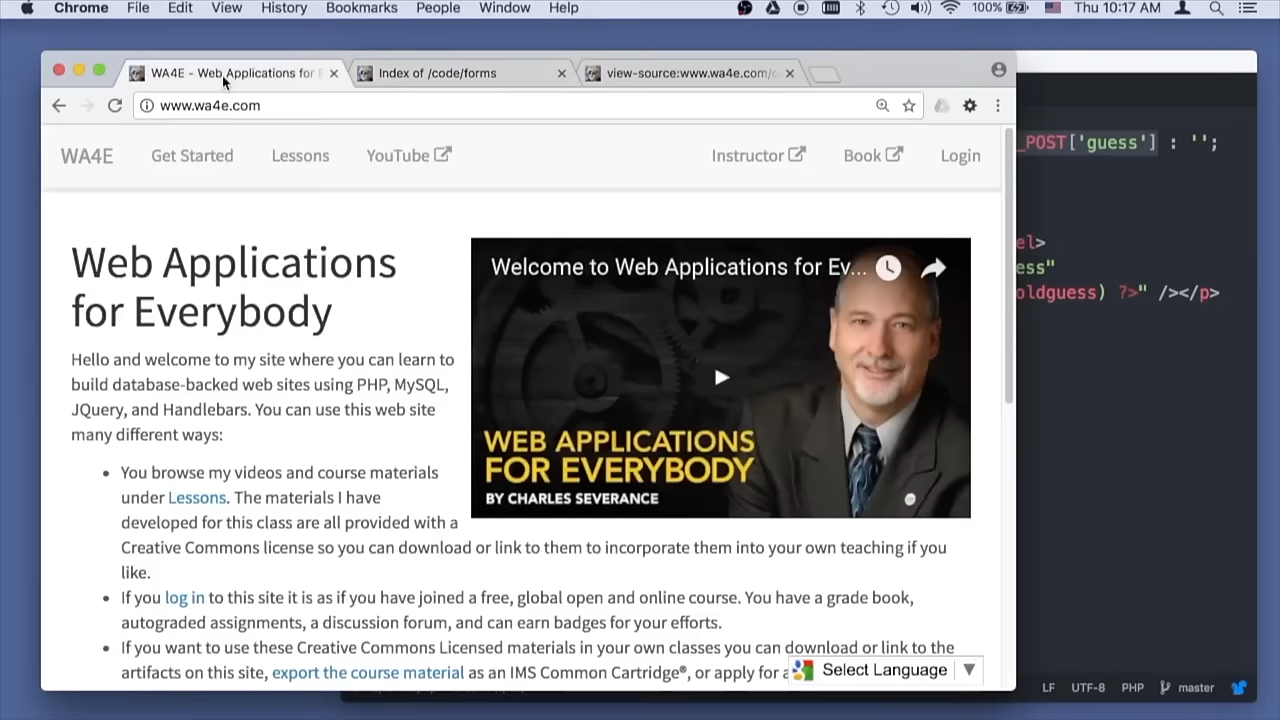 Chrome File Edit View History Bookmarks People Window Help 100% Thu 10:17 AM
WA4E - Web Applications for E
Index of /code/forms
view-source:www.wa4e.com/c
www.wa4e.com
WA4E Get Started Lessons YouTube Instructor Book Login
_POST['guess'] : '';
el>
ess"
oldguess) ?>" /></p>
Web Applications
for Everybody
Hello and welcome to my site where you can learn to
build database-backed web sites using PHP, MySQL,
JQuery, and Handlebars. You can use this web site
many different ways:
Welcome to Web Applications for Ev...
WEB APPLICATIONS
FOR EVERYBODY
BY CHARLES SEVERANCE
• You browse my videos and course materials
under Lessons. The materials I have
developed for this class are all provided with a
Creative Commons license so you can download or link to them to incorporate them into your own teaching if you
like.
• If you log in to this site it is as if you have joined a free, global open and online course. You have a grade book,
autograded assignments, a discussion forum, and can earn badges for your efforts.
• If you want to use these Creative Commons Licensed materials in your own classes you can download or link to the
artifacts on this site, export the course material as an IMS Common Cartridge®, or apply for a
Select Language ▼
LF UTF-8 PHP master